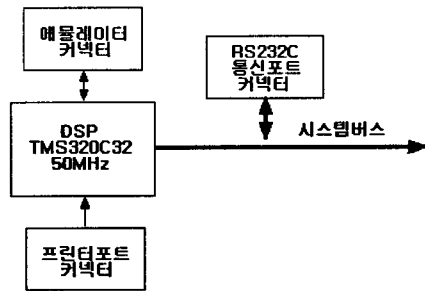 에뮬레이터
커넥터
RS232C
통신포트
커넥터
DSP
TMS320C32
50MHz
시스템버스
프린터포트
커넥터